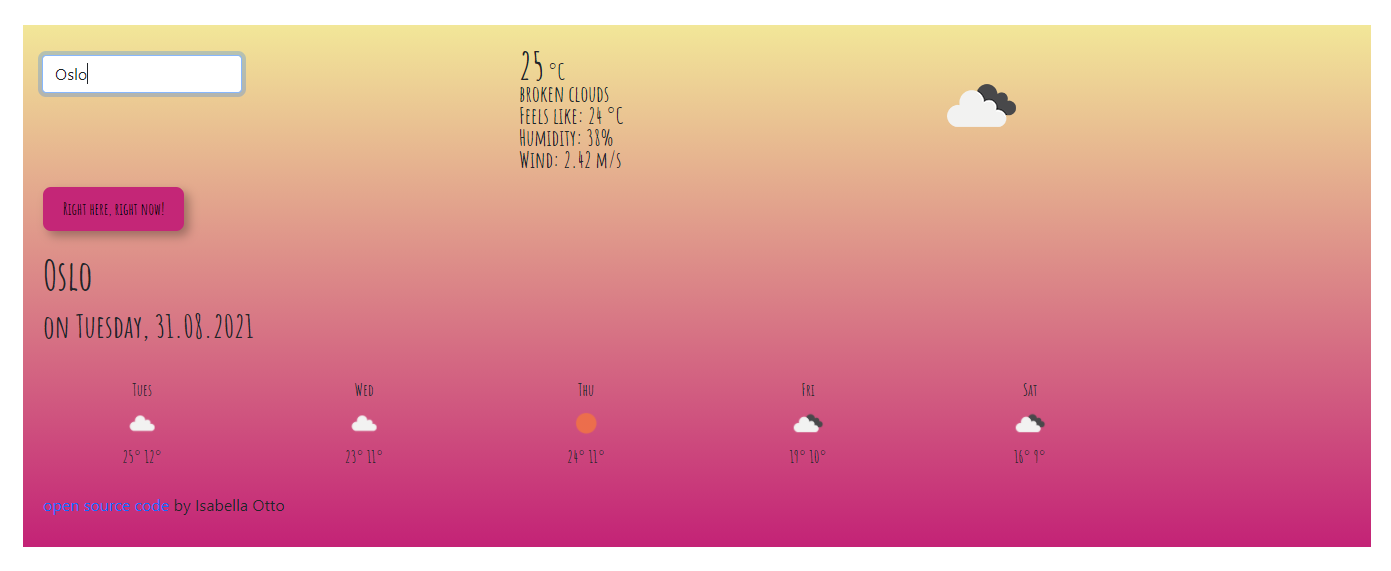 Oslo
25 °C
broken clouds
Feels like: 24 °C
Humidity: 38%
Wind: 2.42 m/s
Right here, right now!
Oslo
on Tuesday, 31.08.2021
Tues Wed Thu Fri Sat
25° 12° 23° 11° 24° 11° 19° 10° 16° 9°
open source code by Isabella Otto